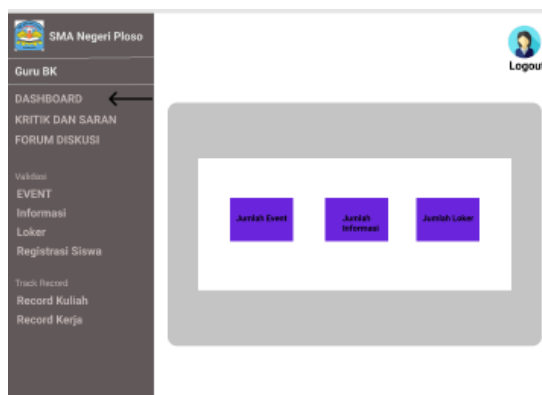 SMA Negeri Ploso
Logout
Guru BK
DASHBOARD
KRITIK DAN SARAN
FORUM DISKUSI
Validasi
EVENT
Informasi
Loker
Registrasi Siswa
Track Record
Record Kuliah
Record Kerja
Jumlah Event
Jumlah
Informasi
Jumlah Loker